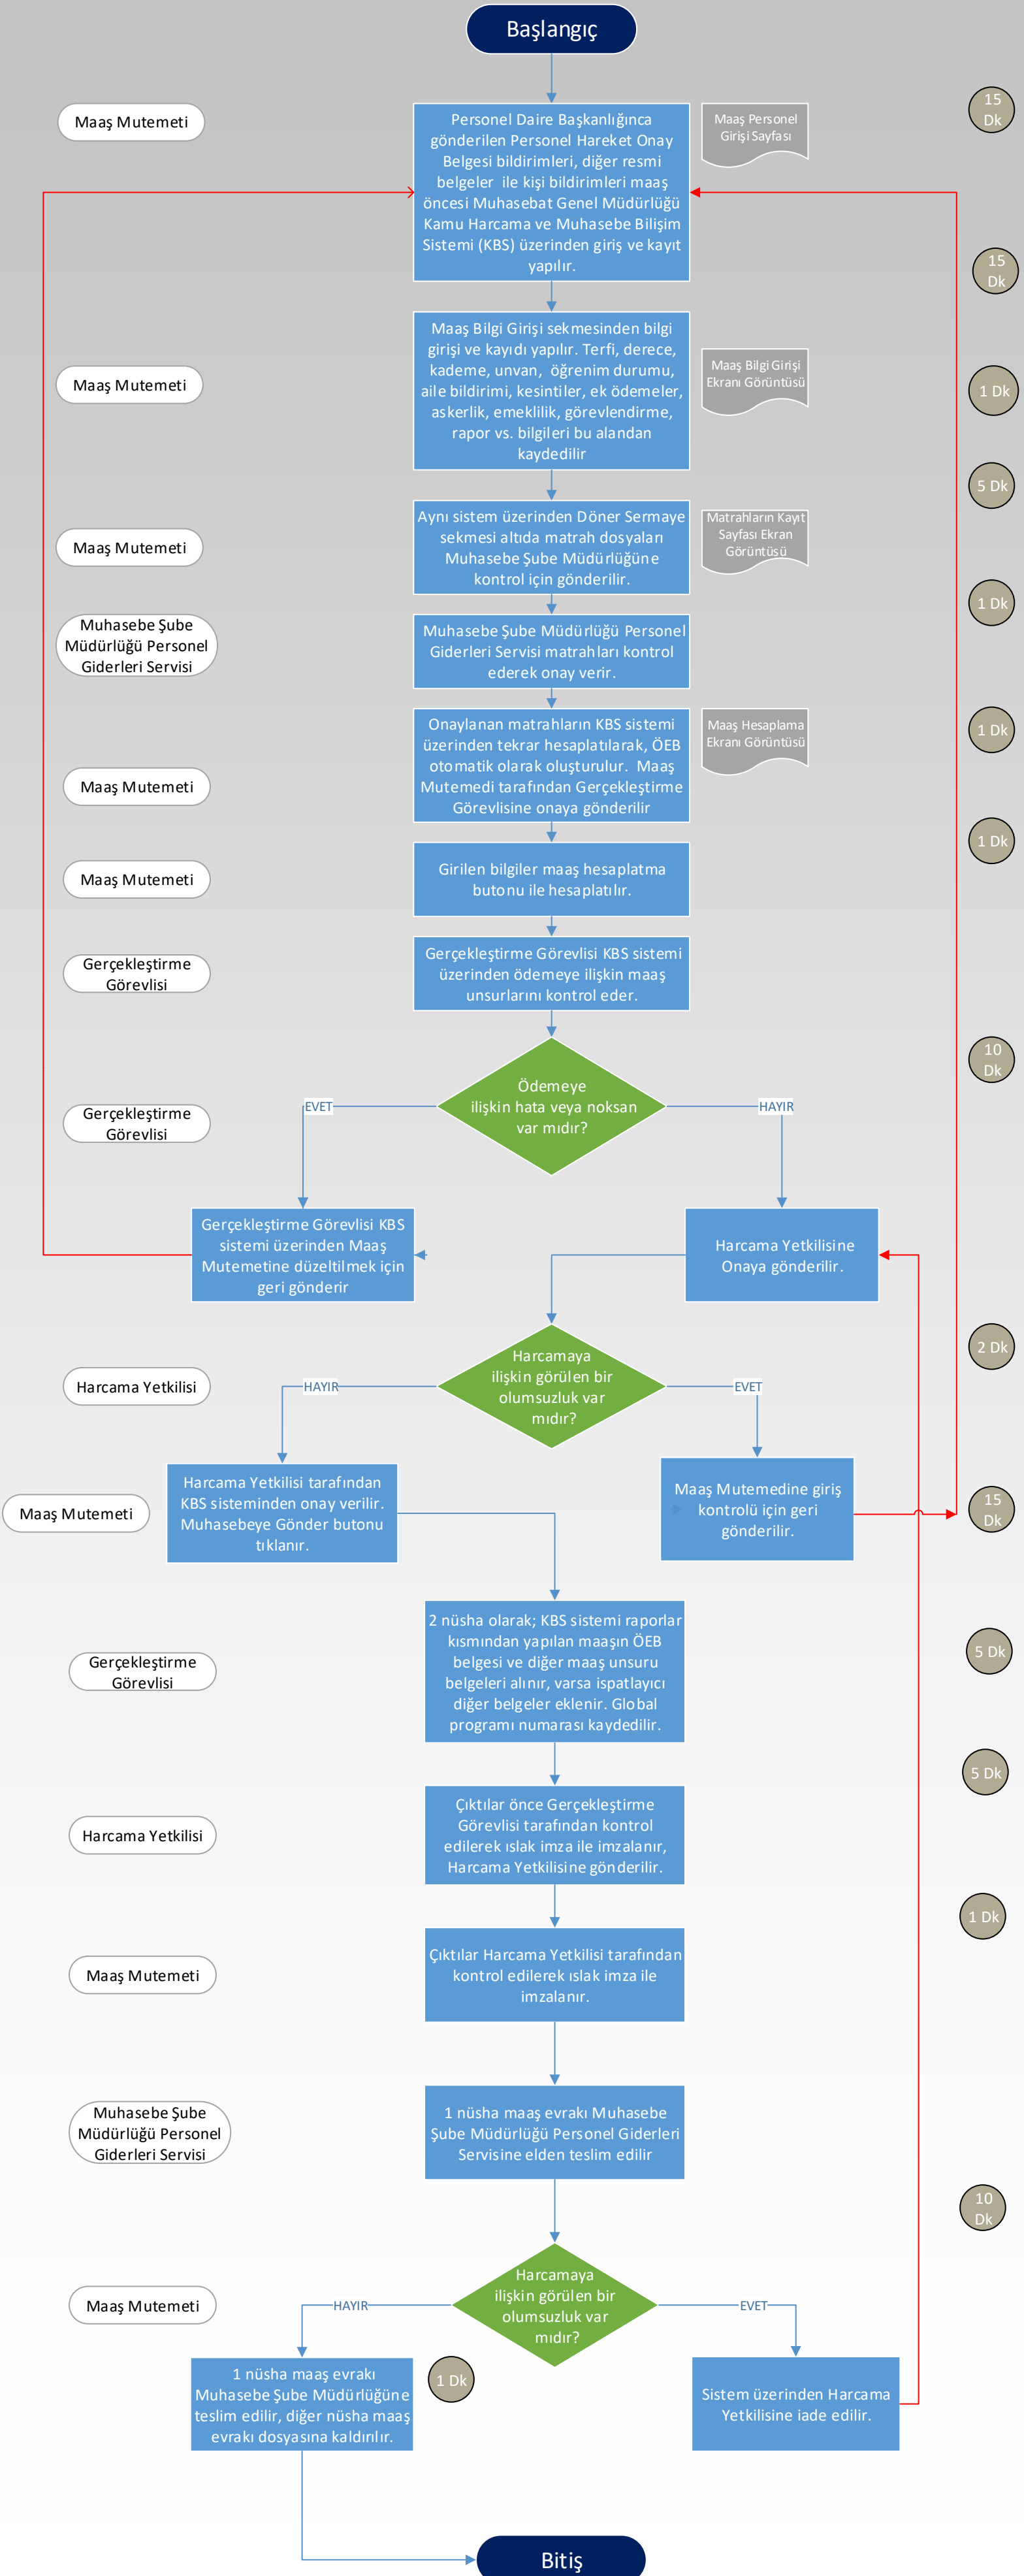 Başlangıç
Maaş Mutemeti
Personel Daire Başkanlığınca
gönderilen Personel Hareket Onay
Belgesi bildirimleri, diğer resmi
belgeler ile kişi bildirimleri maaş
öncesi Muhasebat Genel Müdürlüğü
Kamu Harcama ve Muhasebe Bilişim
Sistemi (KBS) üzerinden giriş ve kayıt
yapılır.
Maaş Personel
Girişi Sayfası
15
Dk
15
Dk
Maaş Mutemeti
Maaş Bilgi Girişi sekmesinden bilgi
girişi ve kayıdı yapılır. Terfi, derece,
kademe, unvan, öğrenim durumu,
aile bildirimi, kesintiler, ek ödemeler,
askerlik, emeklilik, görevlendirme,
rapor vs. bilgileri bu alandan
kaydedilir
Maaş Bilgi Girişi
Ekranı Görüntüsü
1 Dk
5 Dk
Maaş Mutemeti
Aynı sistem üzerinden Döner Sermaye
sekmesi altıda matrah dosyaları
Muhasebe Şube Müdürlüğüne
kontrol için gönderilir.
Matrahların Kayıt
Sayfası Ekran
Görüntüsü
1 Dk
Muhasebe Şube
Müdürlüğü Personel
Giderleri Servisi
Muhasebe Şube Müdürlüğü Personel
Giderleri Servisi matrahları kontrol
ederek onay verir.
Maaş Mutemeti
Onaylanan matrahların KBS sistemi
üzerinden tekrar hesaplatılarak, ÖEB
otomatik olarak oluşturulur. Maaş
Mutemedi tarafından Gerçekleştirme
Görevlisine onaya gönderilir
Maaş Hesaplama
Ekranı Görüntüsü
1 Dk
1 Dk
Maaş Mutemeti
Girilen bilgiler maaş hesaplatma
butonu ile hesaplatılır.
Gerçekleştirme
Görevlisi
Gerçekleştirme Görevlisi KBS sistemi
üzerinden ödemeye ilişkin maaş
unsurlarını kontrol eder.
10
Dk
Gerçekleştirme
Görevlisi
EVET
Ödemeye
ilişkin hata veya noksan
var mıdır?
HAYIR
Gerçekleştirme Görevlisi KBS
sistemi üzerinden Maaş
Mutemetine düzeltilmek için
geri gönderir
Harcama Yetkilisine
Onaya gönderilir.
2 Dk
Harcama Yetkilisi
HAYIR
Harcamaya
ilişkin görülen bir
olumsuzluk var
mıdır?
EVET
Maaş Mutemeti
Harcama Yetkilisi tarafından
KBS sisteminden onay verilir.
Muhasebeye Gönder butonu
tıklanır.
Maaş Mutemedine giriş
kontrolü için geri
gönderilir.
15
Dk
Gerçekleştirme
Görevlisi
2 nüsha olarak; KBS sistemi raporlar
kısmından yapılan maaşın ÖEB
belgesi ve diğer maaş unsuru
belgeleri alınır, varsa ispatlayıcı
diğer belgeler eklenir. Global
programı numarası kaydedilir.
5 Dk
5 Dk
Harcama Yetkilisi
Çıktılar önce Gerçekleştirme
Görevlisi tarafından kontrol
edilerek ıslak imza ile imzalanır,
Harcama Yetkilisine gönderilir.
1 Dk
Maaş Mutemeti
Çıktılar Harcama Yetkilisi tarafından
kontrol edilerek ıslak imza ile
imzalanır.
Muhasebe Şube
Müdürlüğü Personel
Giderleri Servisi
1 nüsha maaş evrakı Muhasebe
Şube Müdürlüğü Personel Giderleri
Servisine elden teslim edilir
10
Dk
Maaş Mutemeti
HAYIR
Harcamaya
ilişkin görülen bir
olumsuzluk var
mıdır?
EVET
1 nüsha maaş evrakı
Muhasebe Şube Müdürlüğüne
teslim edilir, diğer nüsha maaş
evrakı dosyasına kaldırılır.
1 Dk
Sistem üzerinden Harcama
Yetkilisine iade edilir.
Bitiş